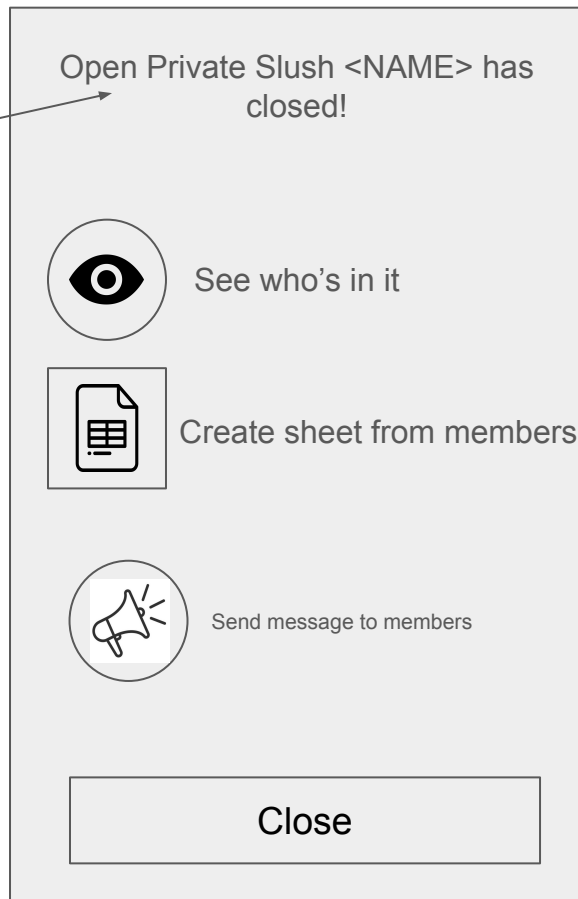 Open Private Slush <NAME> has
closed!
See who's in it
Create sheet from members
Send message to members
Close